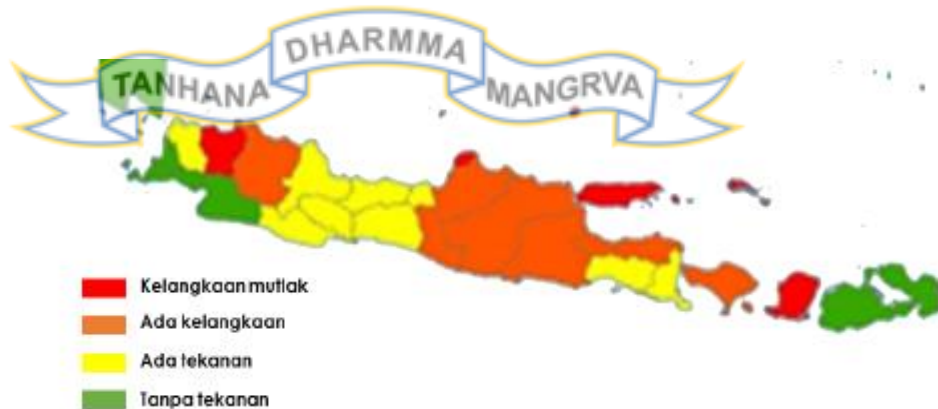 TANHANA DHARMMA MANGRVA
Kelangkaan mutlak
Ada kelangkaan
Ada tekanan
Tanpa tekanan